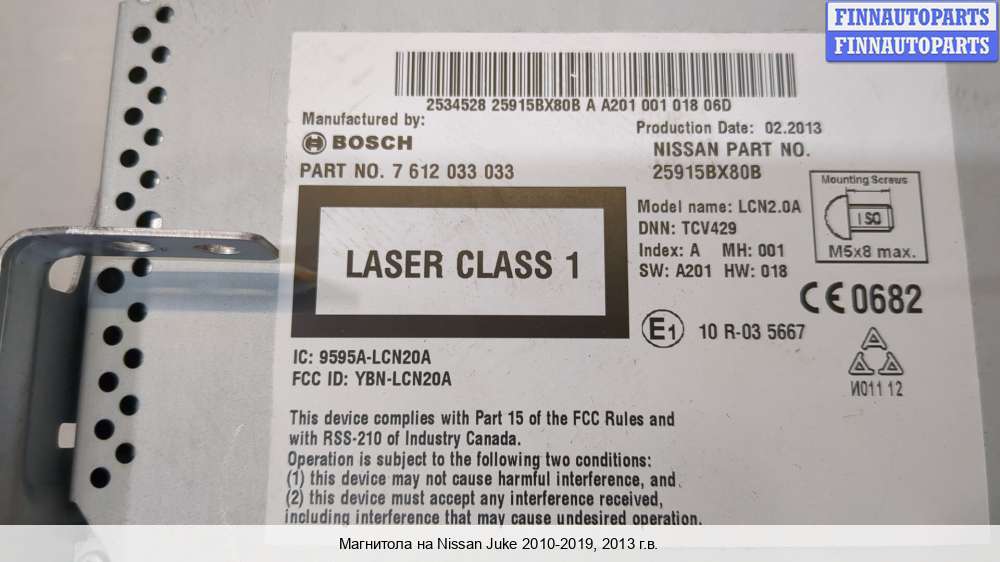 FINNAUTOPARTS
FINNAUTOPARTS
2534528 25915BX80B A A201 001 018 06D
Manufactured by:
BOSCH
PART NO. 7 612 033 033
Production Date: 02.2013
NISSAN PART NO.
25915BX80B
Model name: LCN2.0A
DNN: TCV429
Index: A MH: 001
SW: A201 HW: 018
Mounting Screws
ISO
M5x8 max.
LASER CLASS 1
CE 0682
E1 10 R-03 5667
И011 12
IC: 9595A-LCN20A
FCC ID: YBN-LCN20A
This device complies with Part 15 of the FCC Rules and
with RSS-210 of Industry Canada.
Operation is subject to the following two conditions:
(1) this device may not cause harmful interference, and
(2) this device must accept any interference received,
including interference that may cause undesired operation.
Магнитола на Nissan Juke 2010-2019, 2013 г.в.